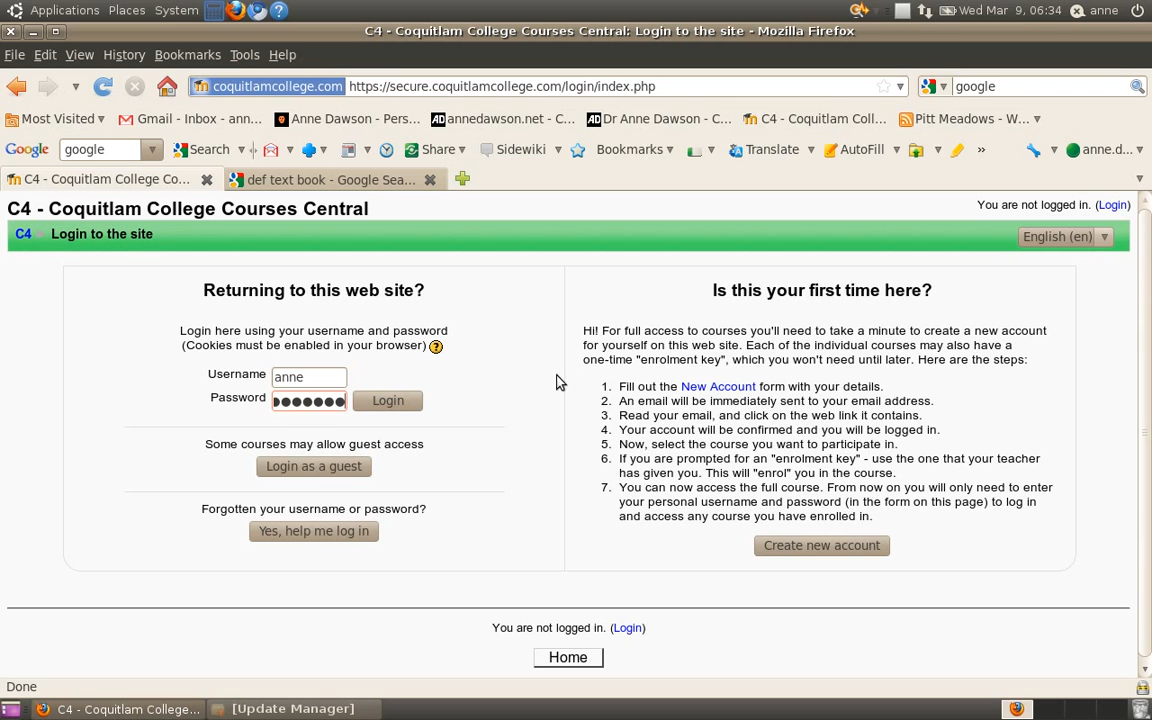 Applications Places System Wed Mar 9, 06:34 anne
C4 - Coquitlam College Courses Central: Login to the site - Mozilla Firefox
File Edit View History Bookmarks Tools Help
coquitlamcollege.com https://secure.coquitlamcollege.com/login/index.php google
Most Visited Gmail - Inbox - ann... Anne Dawson - Pers... annedawson.net - C... Dr Anne Dawson - C... C4 - Coquitlam Coll... Pitt Meadows - W...
Google google Search Share Sidewiki Bookmarks Translate AutoFill » anne.d...
C4 - Coquitlam College Co... def text book - Google Sea...
C4 - Coquitlam College Courses Central
You are not logged in. (Login)
C4 Login to the site
English (en)
Returning to this web site?
Login here using your username and password
(Cookies must be enabled in your browser) ?
Username anne
Password ●●●●●●● Login
Some courses may allow guest access
Login as a guest
Forgotten your username or password?
Yes, help me log in
Is this your first time here?
Hi! For full access to courses you'll need to take a minute to create a new account
for yourself on this web site. Each of the individual courses may also have a
one-time "enrolment key", which you won't need until later. Here are the steps:
1. Fill out the New Account form with your details.
2. An email will be immediately sent to your email address.
3. Read your email, and click on the web link it contains.
4. Your account will be confirmed and you will be logged in.
5. Now, select the course you want to participate in.
6. If you are prompted for an "enrolment key" - use the one that your teacher
has given you. This will "enrol" you in the course.
7. You can now access the full course. From now on you will only need to enter
your personal username and password (in the form on this page) to log in
and access any course you have enrolled in.
Create new account
You are not logged in. (Login)
Home
Done
C4 - Coquitlam College... [Update Manager]